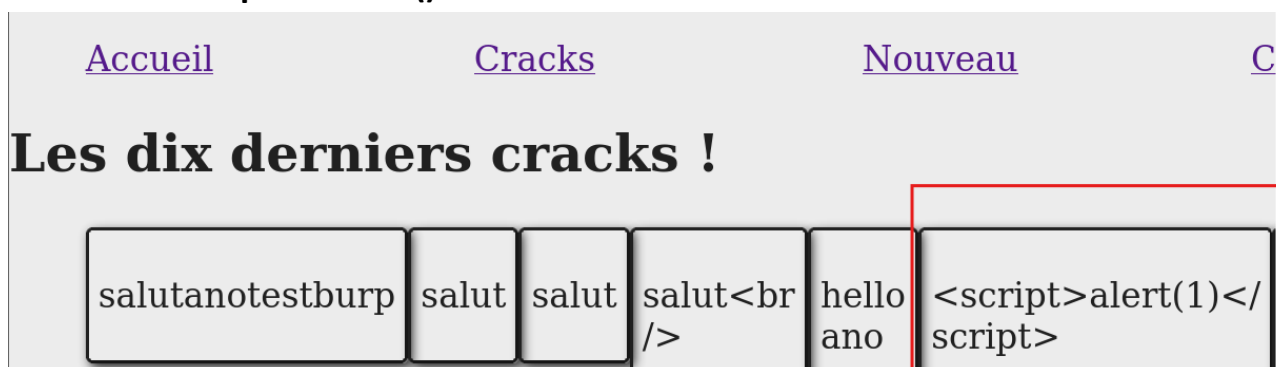 Accueil Cracks Nouveau C
Les dix derniers cracks !
salutanotestburp salut salut salut<br hello <script>alert(1)</
/> ano script>